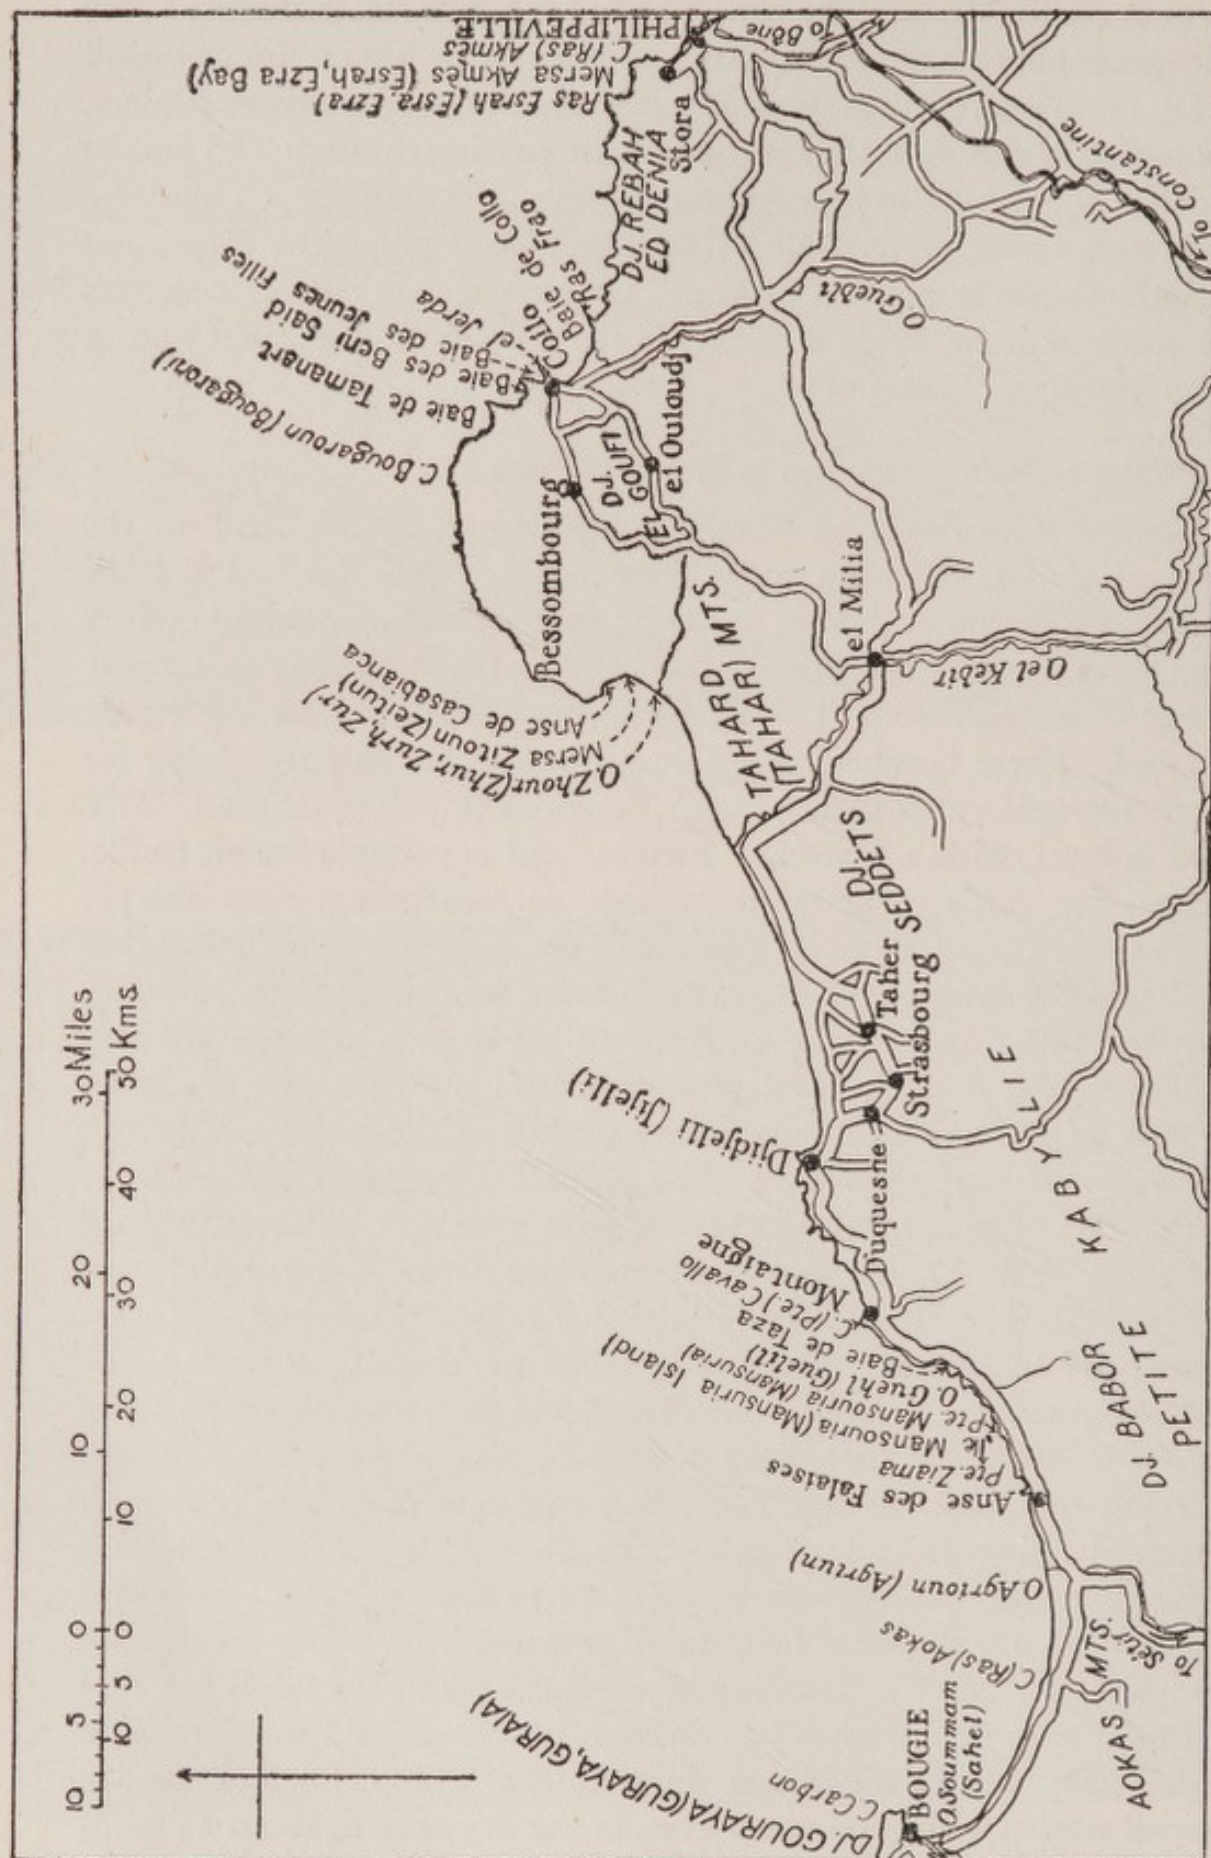 10 5 0 10 20 30 Miles
10 5 0 10 20 30 40 50 Kms.
DJ. GOURAYA (GURAYA, GURAIA)
C Carbon
BOUGIE
O. Soummam
(Sahel)
C (Ras) Aokas
AOKAS MTS.
To Sétif
O Agrioun (Agriun)
Anse des Falaises
Pte. Ziama
Ile Mansouria (Mansuria Island)
Pte. Mansouria (Mansuria)
O. Guehl (Guelil)
Baie de Taza
C. (Pte.) Cavallo
Montaigne
DJ. BABOR
PETITE
KABYLIE
Duquesne
Djidjelli (Jijelli)
Strasbourg
Taher
DJ.
SEDDETS
TAHARD
(TAHAR) MTS.
O. Zhour (Zhur, Zurh, Zur)
Mersa Zitoun (Zeitun)
Anse de Casabianca
el Milia
O el Kebir
Bessombourg
DJ.
EL GOUFI
el Ouloudj
C. Bougaroun (Bougaroni)
Baie de Tamanart
Baie des Beni Said
Baie des Jeunes Filles
el Jerda
Collo
Baie de Collo
Ras Frao
O Guebli
DJ. REBAH
ED DENIA
Stora
Ras Esrah (Esra, Ezra)
Mersa Akmès (Esrah, Ezra Bay)
C. (Ras) Akmès
PHILIPPEVILLE
To Bône
To Constantine